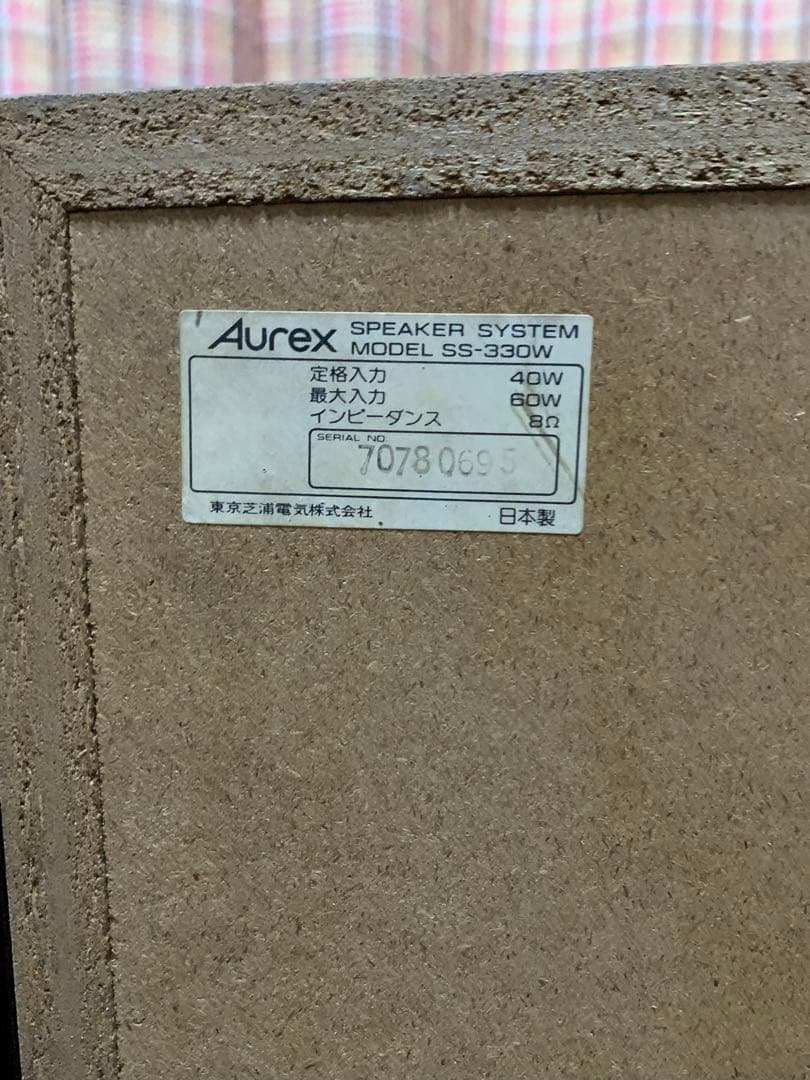 Aurex SPEAKER SYSTEM
MODEL SS-330W
定格入力 40W
最大入力 60W
インピーダンス 8Ω
SERIAL NO.
70780695
東京芝浦電気株式会社 日本製